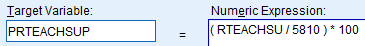 Target Variable:
Numeric Expression:
PRTEACHSUP = ( RTEACHSU / 5810 ) * 100